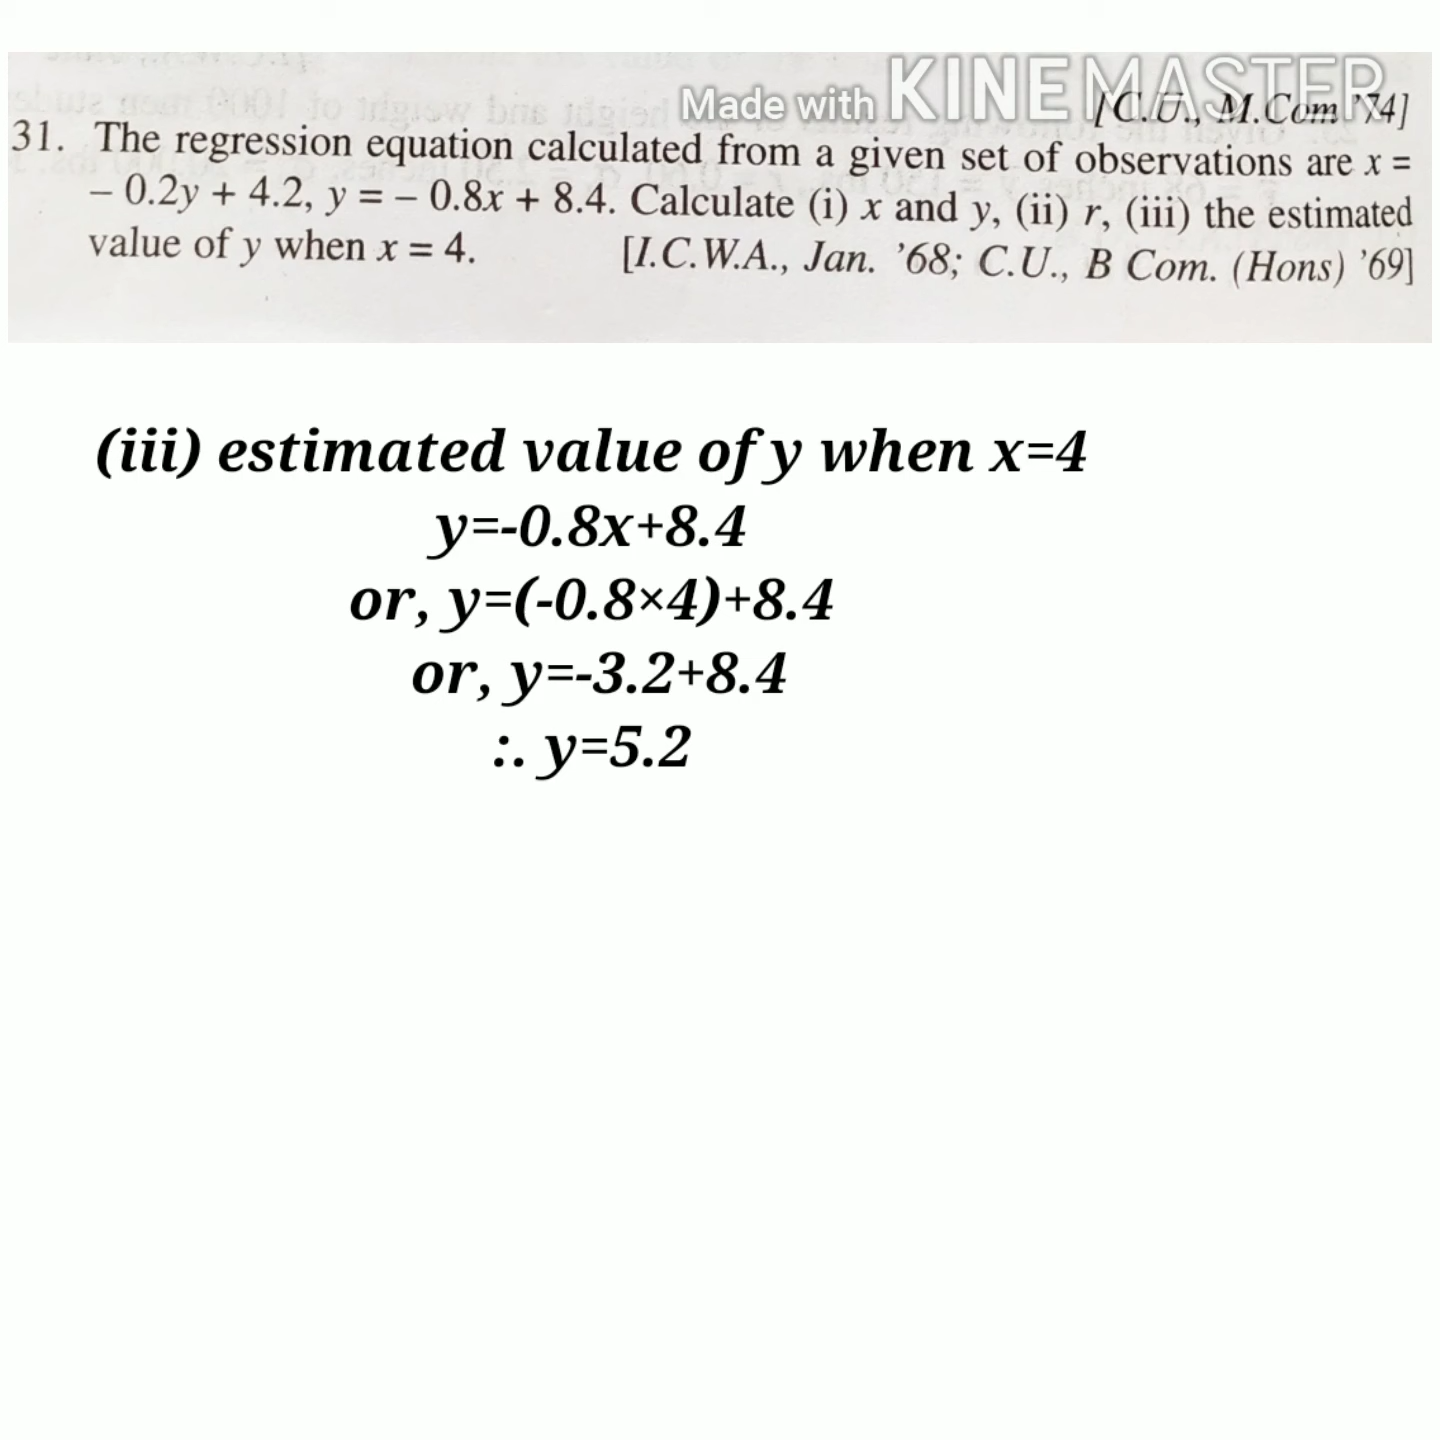 Made with KINEMASTER
[C.U., M.Com '74]
31. The regression equation calculated from a given set of observations are x =
– 0.2y + 4.2, y = – 0.8x + 8.4. Calculate (i) x and y, (ii) r, (iii) the estimated
value of y when x = 4. [I.C.W.A., Jan. '68; C.U., B Com. (Hons) '69]
(iii) estimated value of y when x=4
y=-0.8x+8.4
or, y=(-0.8×4)+8.4
or, y=-3.2+8.4
:. y=5.2